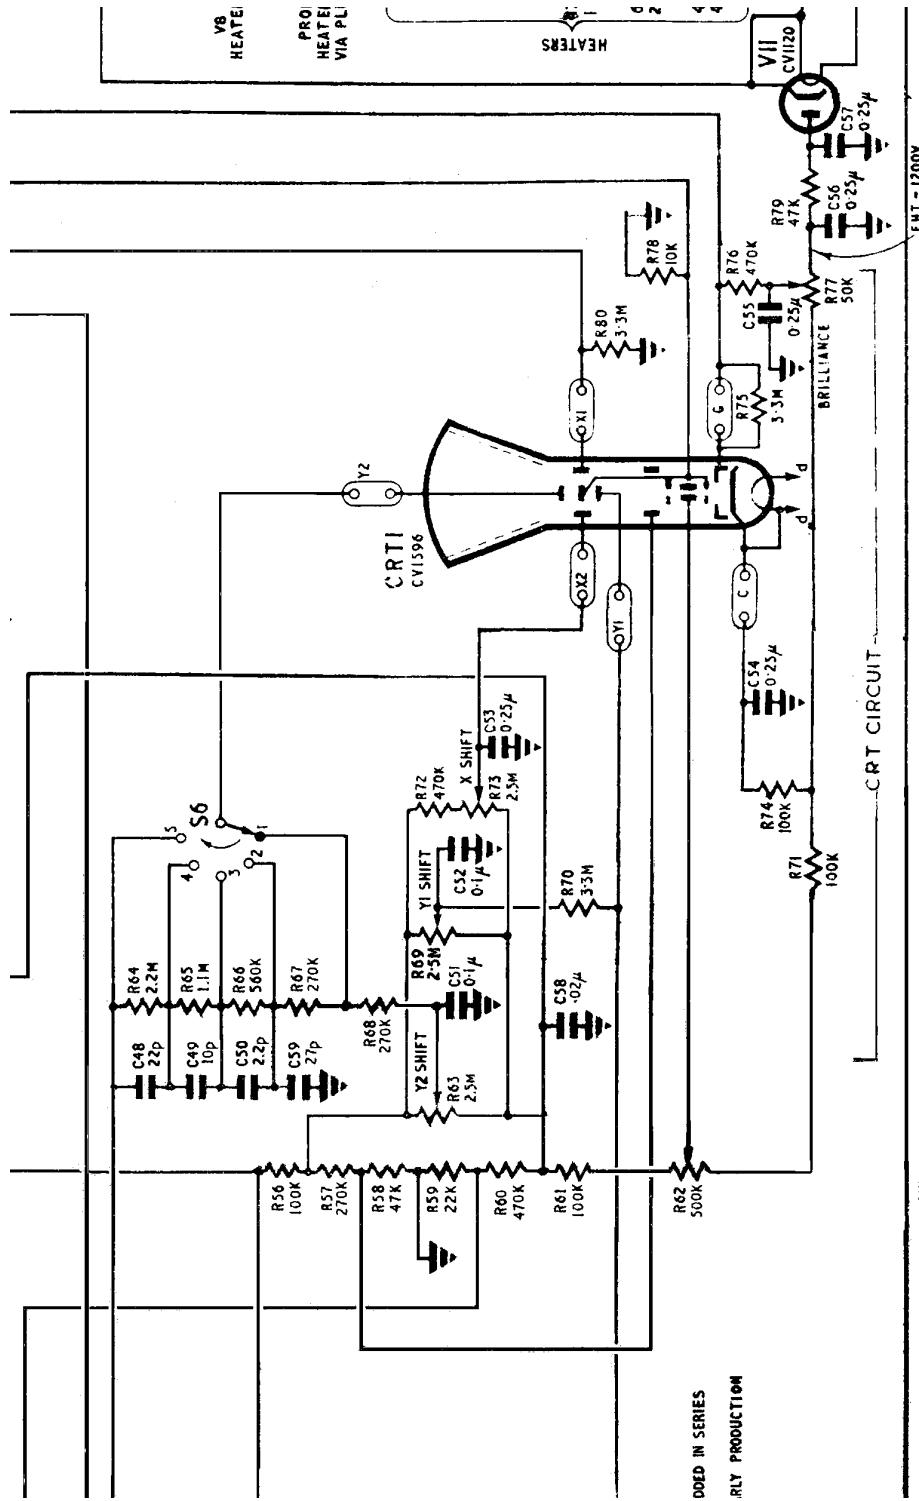 V8
HEATE
PRO
HEATE
VIA PL
HEATERS
1
6
2
4
4
V11
CV1120
C57
0·25µ
R79
47K
C56
0·25µ
EHT -1200V
R78
10K
R76
470K
R77
50K
C55
0·25µ
BRILLIANCE
R80
3·3M
X1
G
R75
3·3M
Y2
CRT1
CV1596
d
d
X2
Y1
C
C54
0·25µ
CRT CIRCUIT
C53
0·25µ
X SHIFT
R72
470K
R73
2·5M
R74
100K
S6
5
1
4
3
2
Y1 SHIFT
C52
0·1µ
R70
3·3M
R71
100K
R69
2·5M
R64
2.2M
R65
1.1M
R66
560K
R67
270K
R68
270K
C51
0·1µ
C58
·02µ
C48
22p
C49
10p
C50
2.2p
C59
27p
Y2 SHIFT
R63
2.5M
R56
100K
R57
270K
R58
47K
R59
22K
R60
470K
R61
100K
R62
500K
DDED IN SERIES
RLY PRODUCTION